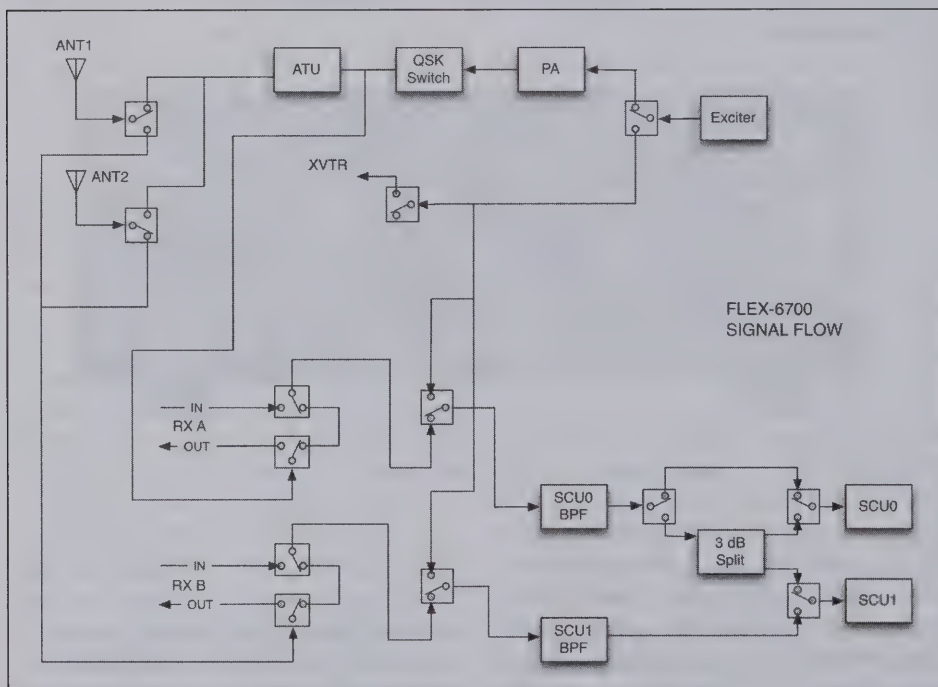 ANT1
ATU
QSK
Switch
PA
Exciter
XVTR
ANT2
FLEX-6700
SIGNAL FLOW
IN
RX A
OUT
SCU0
BPF
SCU0
3 dB
Split
IN
RX B
OUT
SCU1
SCU1
BPF